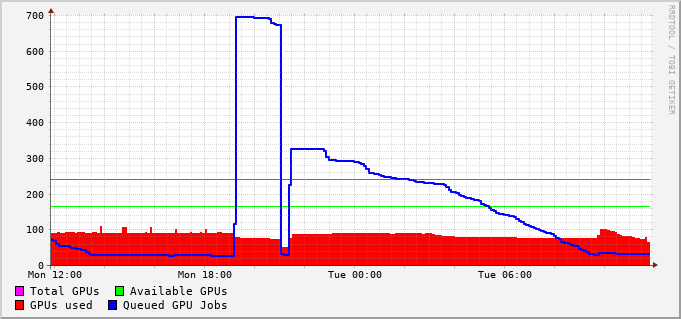 700
600
500
400
300
200
100
0
Mon 12:00 Mon 18:00 Tue 00:00 Tue 06:00
Total GPUs Available GPUs
GPUs used Queued GPU Jobs
RRDTOOL / TOBI OETIKER